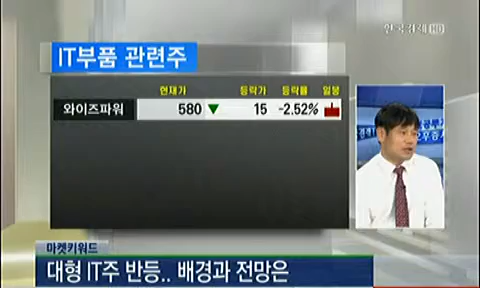 한국경제 HD
IT부품 관련주
현재가 등락가 등락률 일봉
와이즈파워 580 ▼ 15 -2.52%
마켓키워드
대형 IT주 반등.. 배경과 전망은